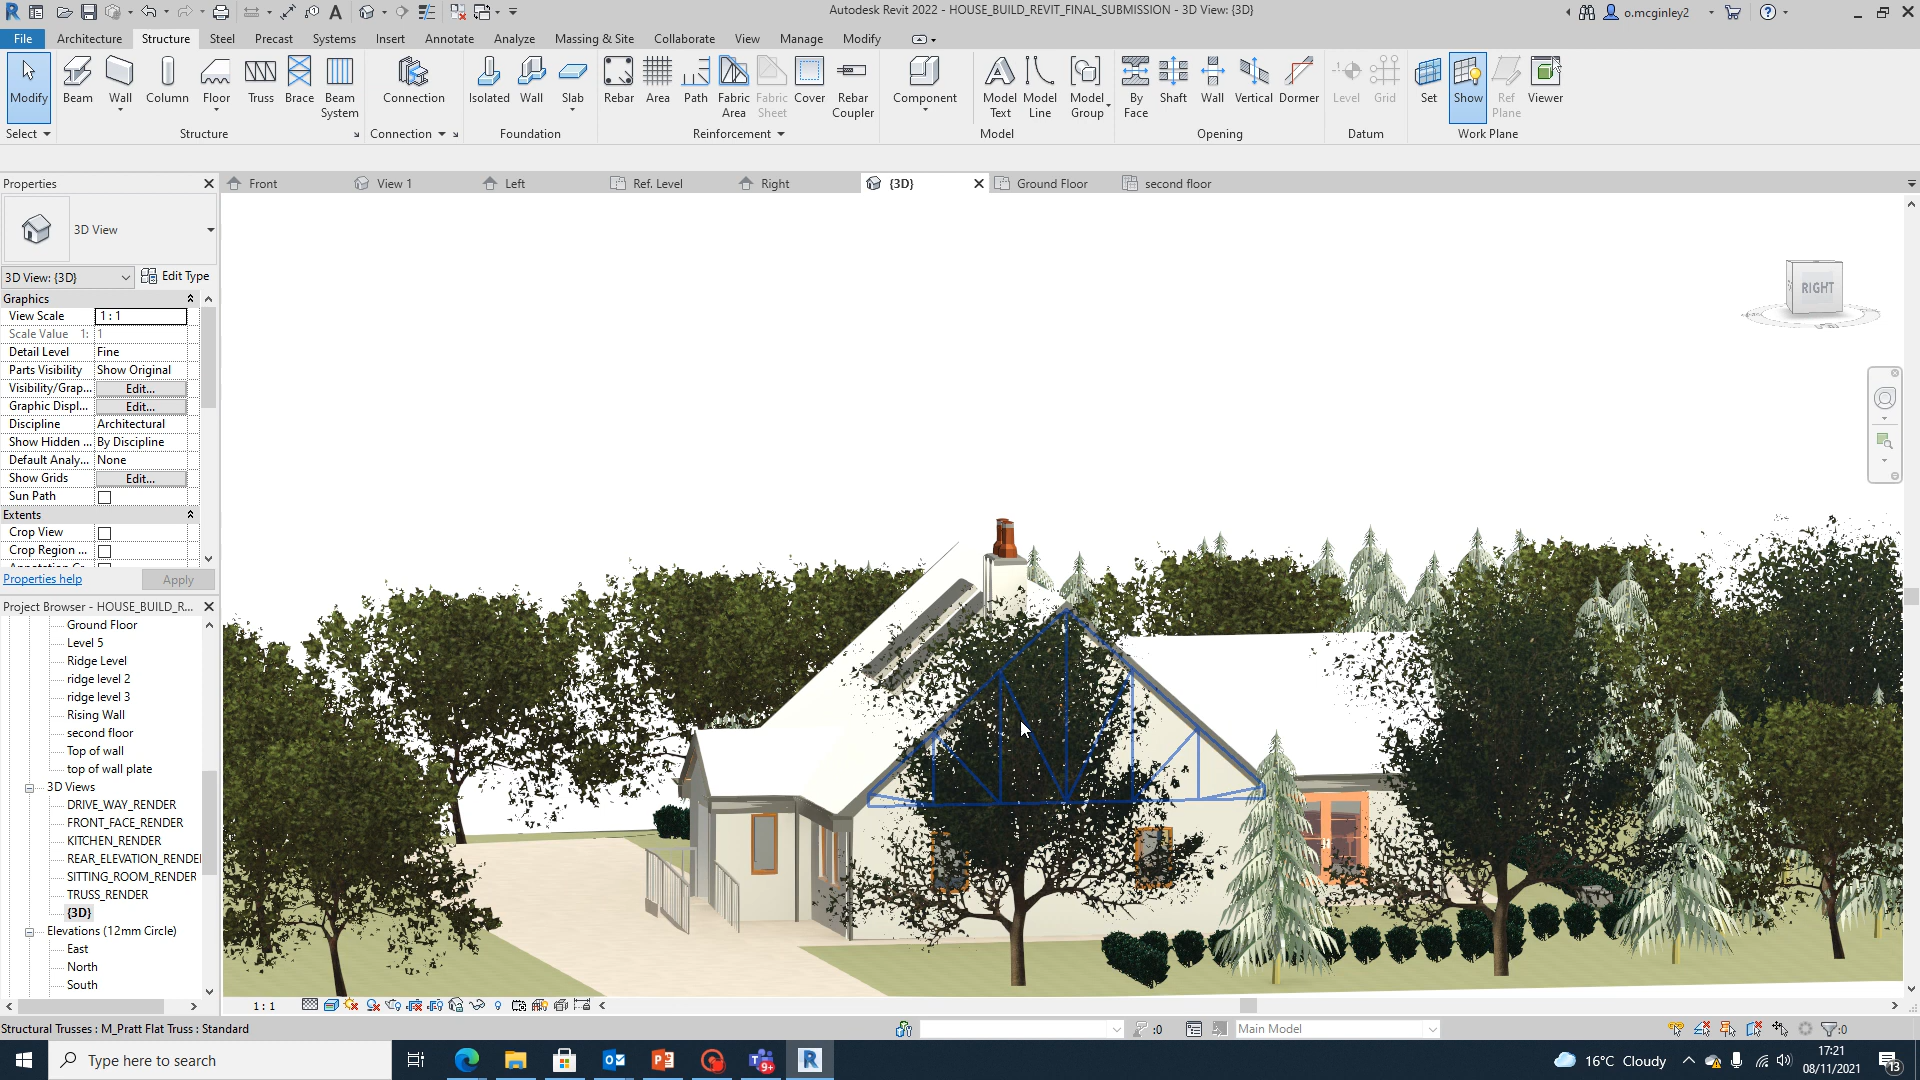 Autodesk Revit 2022 - HOUSE_BUILD_REVIT_FINAL_SUBMISSION - 3D View: {3D}
o.mcginley2
File Architecture Structure Steel Precast Systems Insert Annotate Analyze Massing & Site Collaborate View Manage Modify
Modify Beam Wall Column Floor Truss Brace Beam System Connection Isolated Wall Slab Rebar Area Path Fabric Area Fabric Sheet Cover Rebar Coupler Component Model Text Model Line Model Group By Face Shaft Wall Vertical Dormer Level Grid Set Show Ref Plane Viewer
Select Structure Connection Foundation Reinforcement Model Opening Datum Work Plane
Properties
Front View 1 Left Ref. Level Right {3D} Ground Floor second floor
3D View
3D View: {3D} Edit Type
Graphics
View Scale 1 : 1
Scale Value 1: 1
Detail Level Fine
Parts Visibility Show Original
Visibility/Grap... Edit...
Graphic Displ... Edit...
Discipline Architectural
Show Hidden ... By Discipline
Default Analy... None
Show Grids Edit...
Sun Path
Extents
Crop View
Crop Region ...
Properties help Apply
RIGHT
Project Browser - HOUSE_BUILD_R...
Ground Floor
Level 5
Ridge Level
ridge level 2
ridge level 3
Rising Wall
second floor
Top of wall
top of wall plate
3D Views
DRIVE_WAY_RENDER
FRONT_FACE_RENDER
KITCHEN_RENDER
REAR_ELEVATION_RENDE
SITTING_ROOM_RENDER
TRUSS_RENDER
{3D}
Elevations (12mm Circle)
East
North
South
1 : 1
Structural Trusses : M_Pratt Flat Truss : Standard
:0
Main Model
:0
Type here to search
9+
16°C Cloudy
17:21
08/11/2021
13